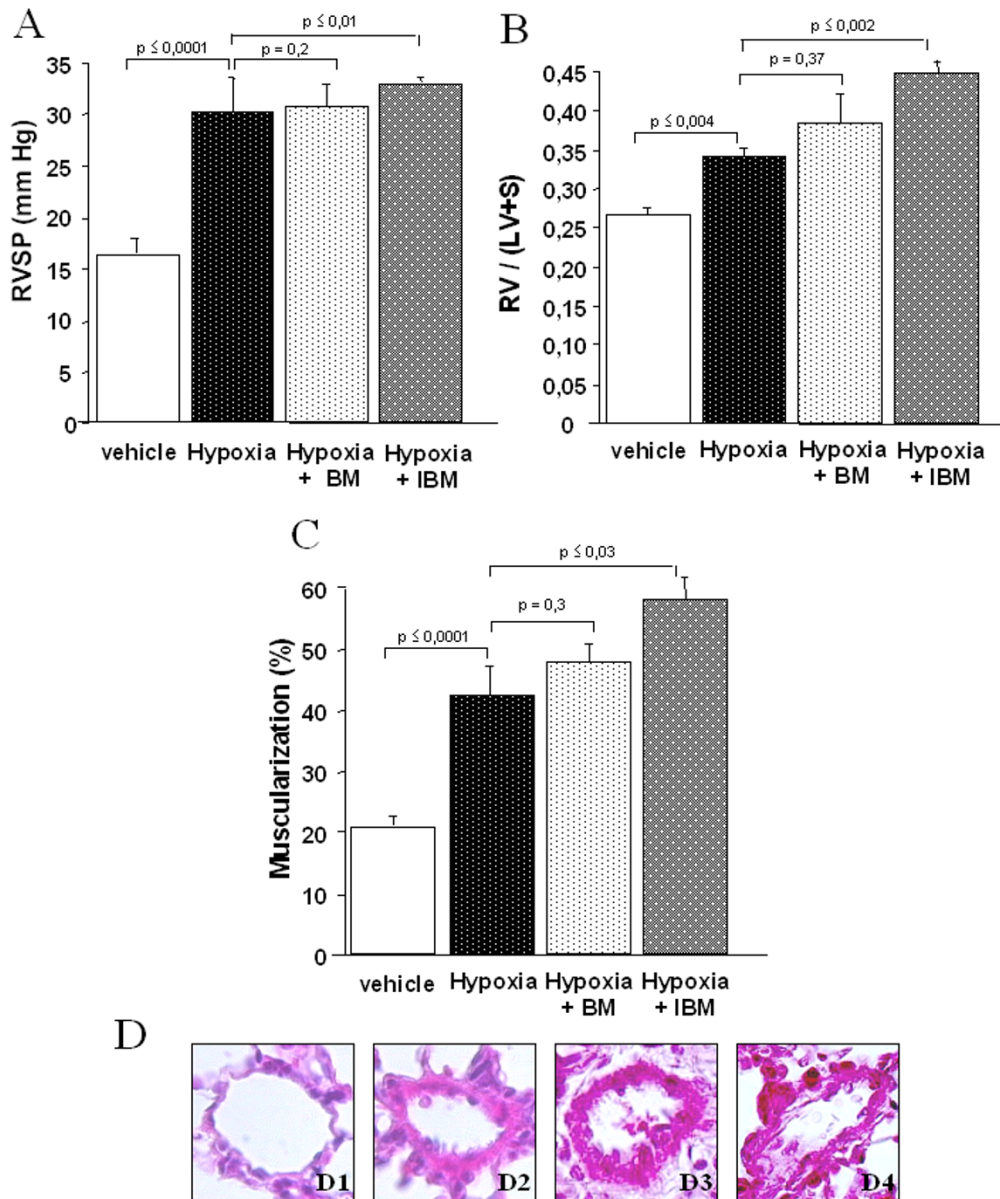 A
p ≤ 0,01
p ≤ 0,0001
p = 0,2
RVSP (mm Hg)
35
30
25
20
15
10
5
0
vehicle
Hypoxia
Hypoxia
+ BM
Hypoxia
+ IBM
B
p ≤ 0,002
p = 0,37
p ≤ 0,004
RV / (LV+S)
0,45
0,40
0,35
0,30
0,25
0,20
0,15
0,10
0,05
0
vehicle
Hypoxia
Hypoxia
+ BM
Hypoxia
+ IBM
C
p ≤ 0,03
p = 0,3
p ≤ 0,0001
Muscularization (%)
60
50
40
30
20
10
0
vehicle
Hypoxia
Hypoxia
+ BM
Hypoxia
+ IBM
D
D1
D2
D3
D4